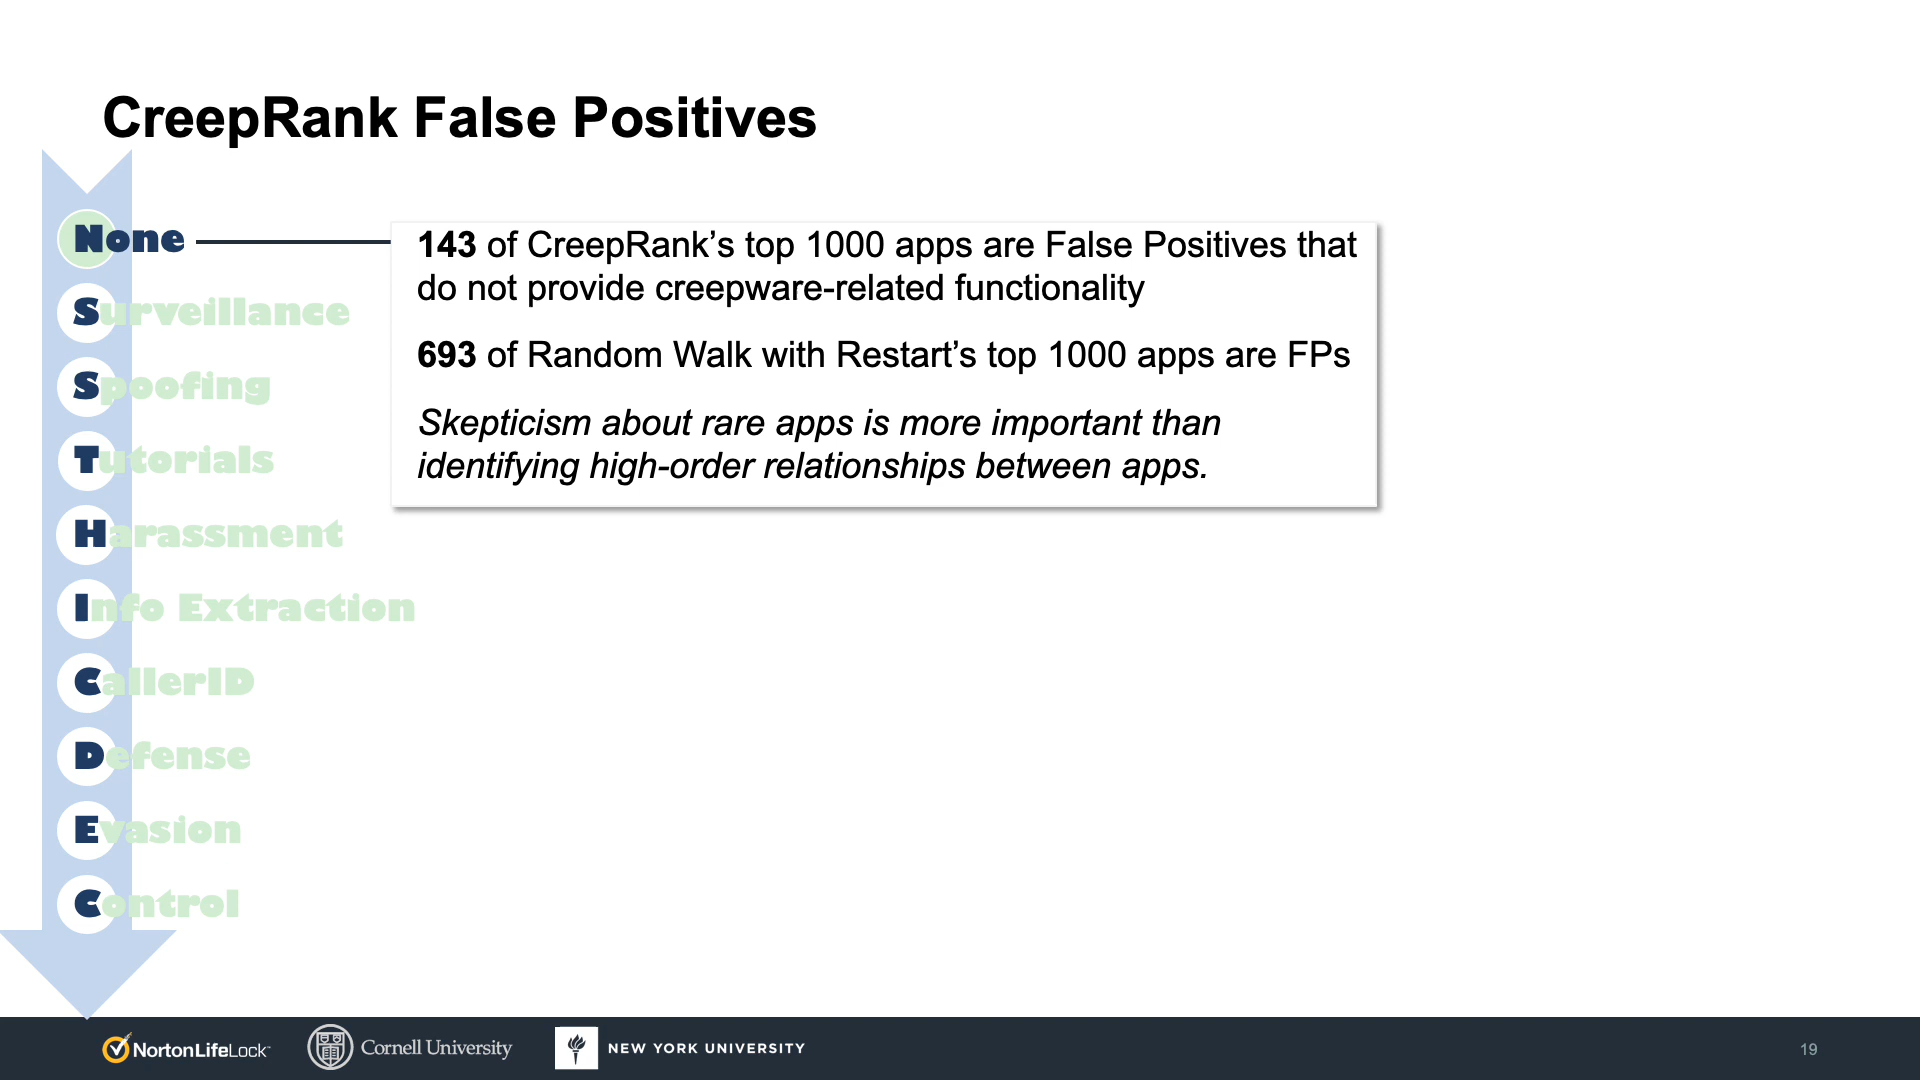 CreepRank False Positives
None
Surveillance
Spoofing
Tutorials
Harassment
Info Extraction
CallerID
Defense
Evasion
Control
143 of CreepRank’s top 1000 apps are False Positives that
do not provide creepware-related functionality
693 of Random Walk with Restart’s top 1000 apps are FPs
Skepticism about rare apps is more important than
identifying high-order relationships between apps.
NortonLifeLock
Cornell University
NEW YORK UNIVERSITY
19